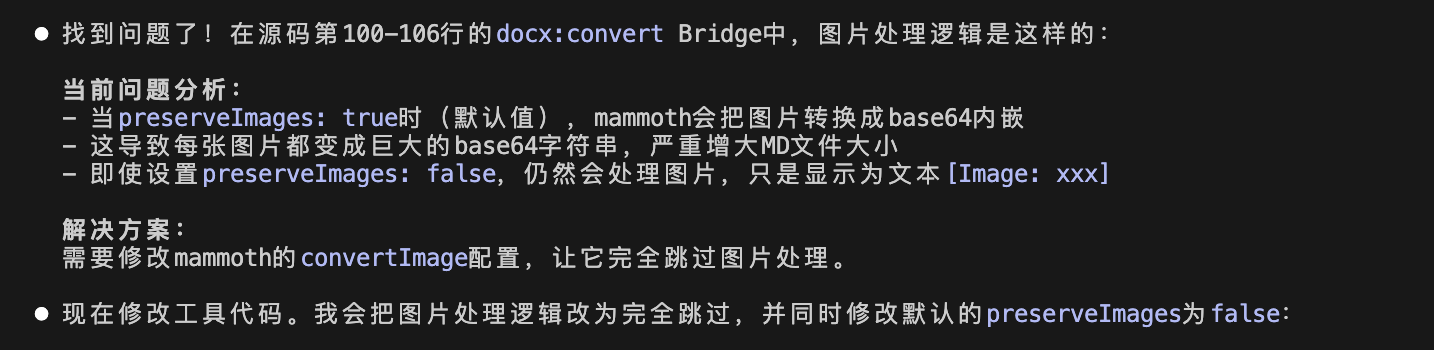 ● 找到问题了！在源码第100-106行的docx:convert Bridge中，图片处理逻辑是这样的：
当前问题分析：
- 当preserveImages: true时（默认值），mammoth会把图片转换成base64内嵌
- 这导致每张图片都变成巨大的base64字符串，严重增大MD文件大小
- 即使设置preserveImages: false，仍然会处理图片，只是显示为文本[Image: xxx]
解决方案：
需要修改mammoth的convertImage配置，让它完全跳过图片处理。
● 现在修改工具代码。我会把图片处理逻辑改为完全跳过，并同时修改默认的preserveImages为false：